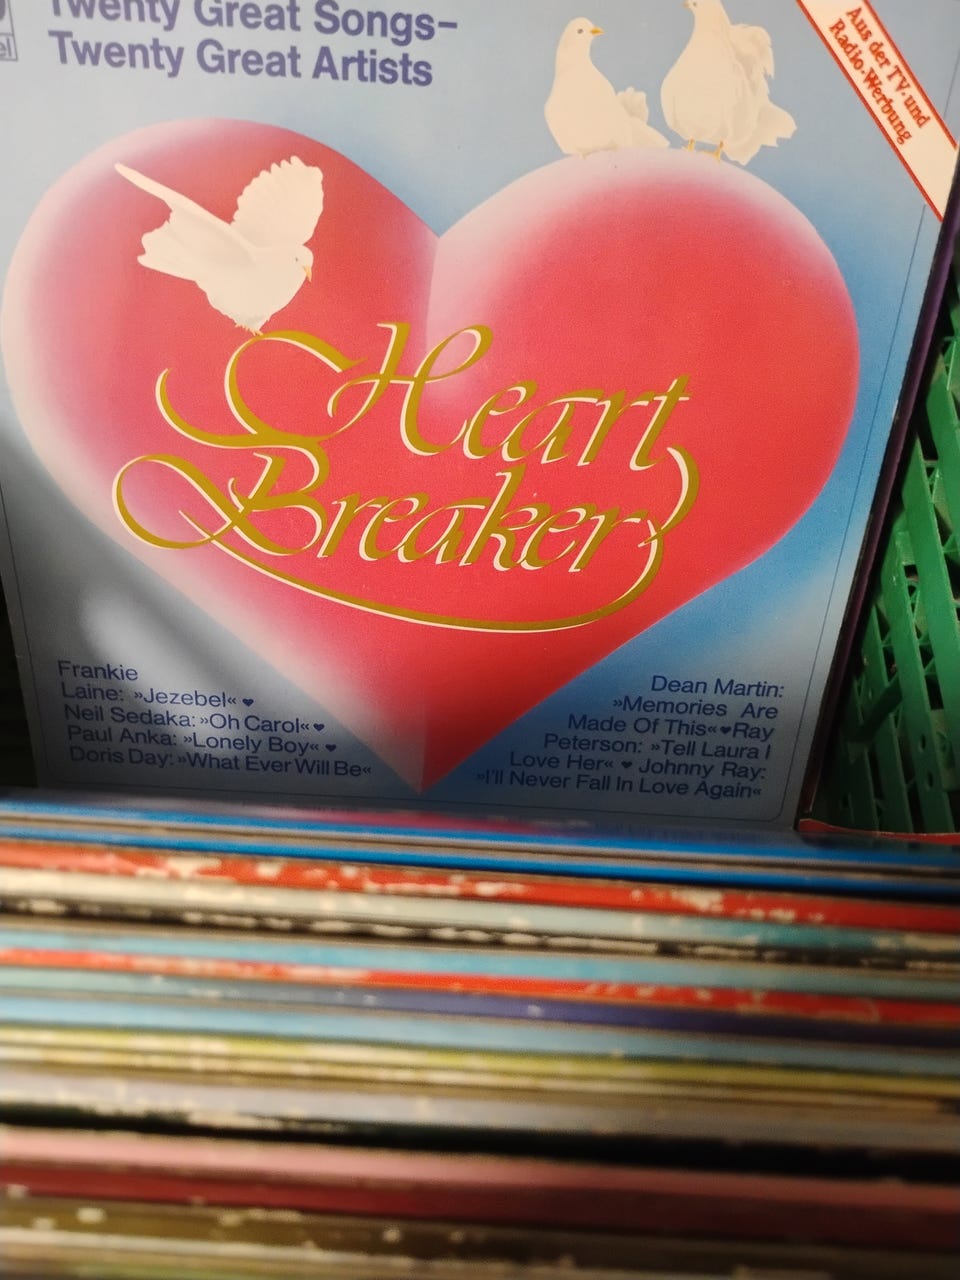 Twenty Great Songs–
Twenty Great Artists
Aus der TV- und
Radio-Werbung
Heart
Breaker
Frankie
Laine: »Jezebel« ♥
Neil Sedaka: »Oh Carol« ♥
Paul Anka: »Lonely Boy« ♥
Doris Day: »What Ever Will Be«
Dean Martin:
»Memories Are
Made Of This« ♥ Ray
Peterson: »Tell Laura I
Love Her« ♥ Johnny Ray:
»I'll Never Fall In Love Again«